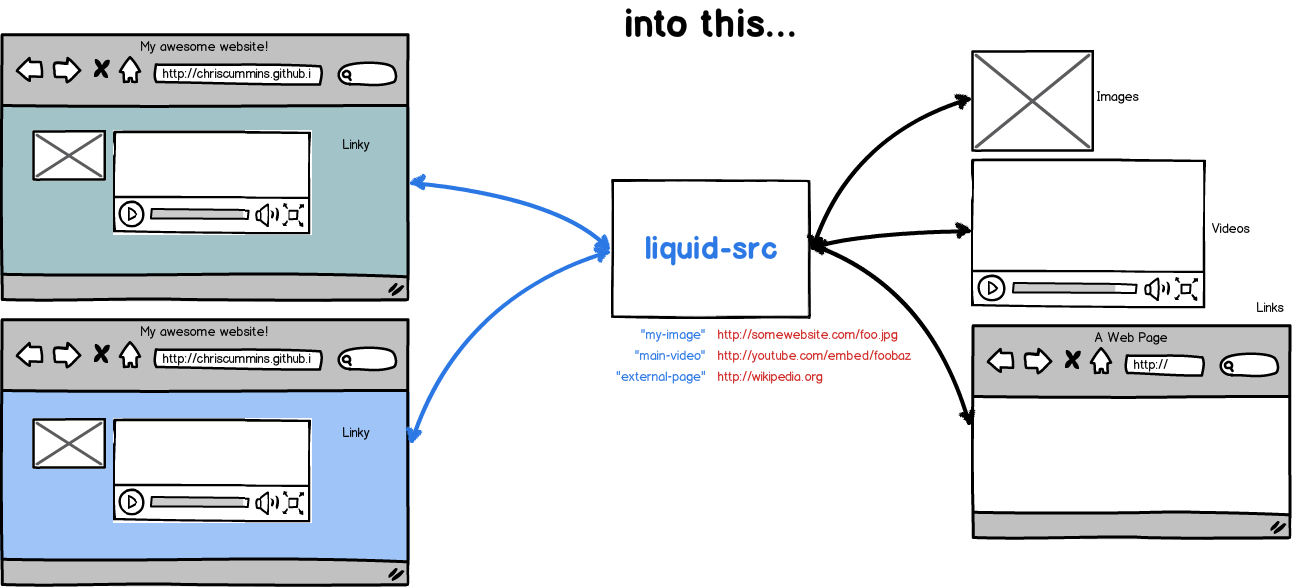 into this...
My awesome website!
http://chriscummins.github.i
Linky
My awesome website!
http://chriscummins.github.i
Linky
liquid-src
"my-image" http://somewebsite.com/foo.jpg
"main-video" http://youtube.com/embed/foobaz
"external-page" http://wikipedia.org
Images
Videos
Links
A Web Page
http://